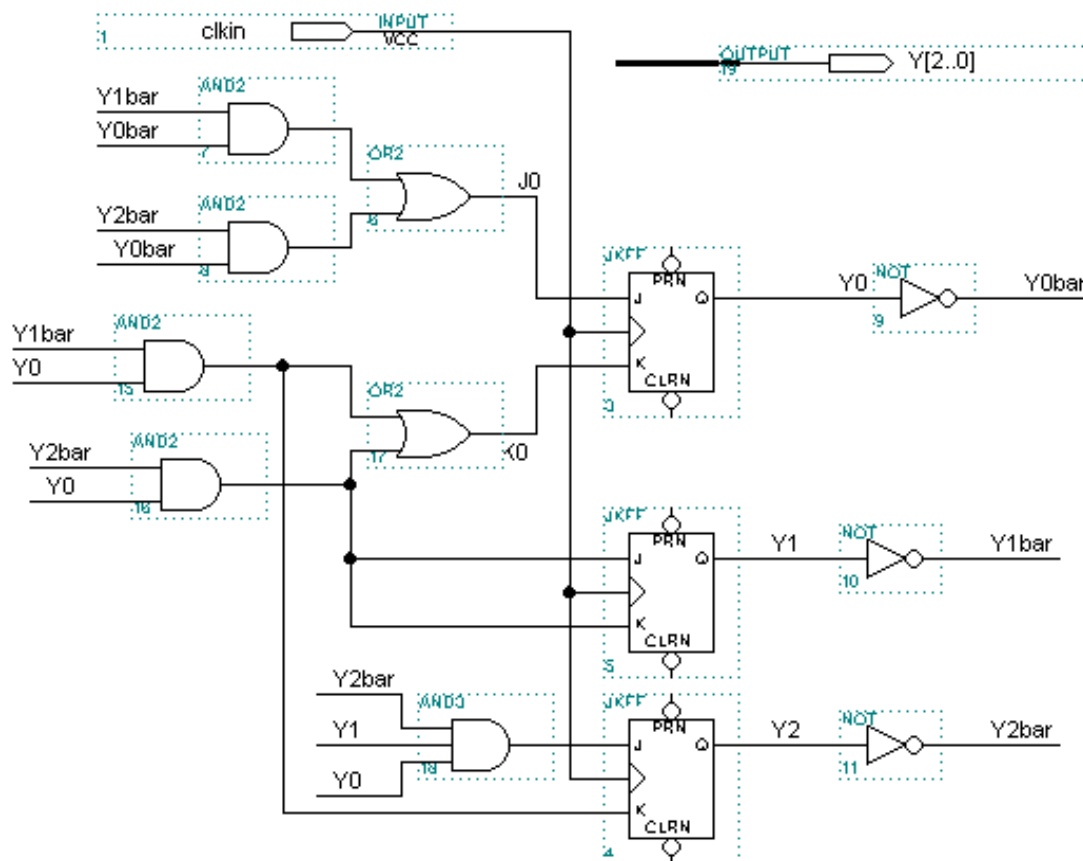 INPUT
1 clkin VCC
OUTPUT
19 Y[2..0]
AND2
Y1bar
Y0bar
7
OR2
J0
6
AND2
Y2bar
Y0bar
8
JKFF
PRN
J Q
K
CLRN
3
Y0
NOT
9
Y0bar
AND2
Y1bar
Y0
15
OR2
17
K0
AND2
Y2bar
Y0
16
JKFF
PRN
J Q
K
CLRN
5
Y1
NOT
10
Y1bar
Y2bar
AND3
Y1
Y0
18
JKFF
PRN
J Q
K
CLRN
4
Y2
NOT
11
Y2bar